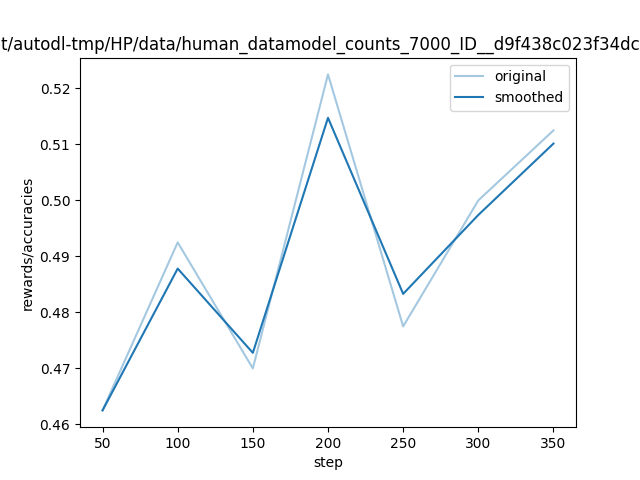 t/autodl-tmp/HP/data/human_datamodel_counts_7000_ID__d9f438c023f34dc
original
smoothed
0.52
0.51
0.50
0.49
0.48
0.47
0.46
rewards/accuracies
50 100 150 200 250 300 350
step